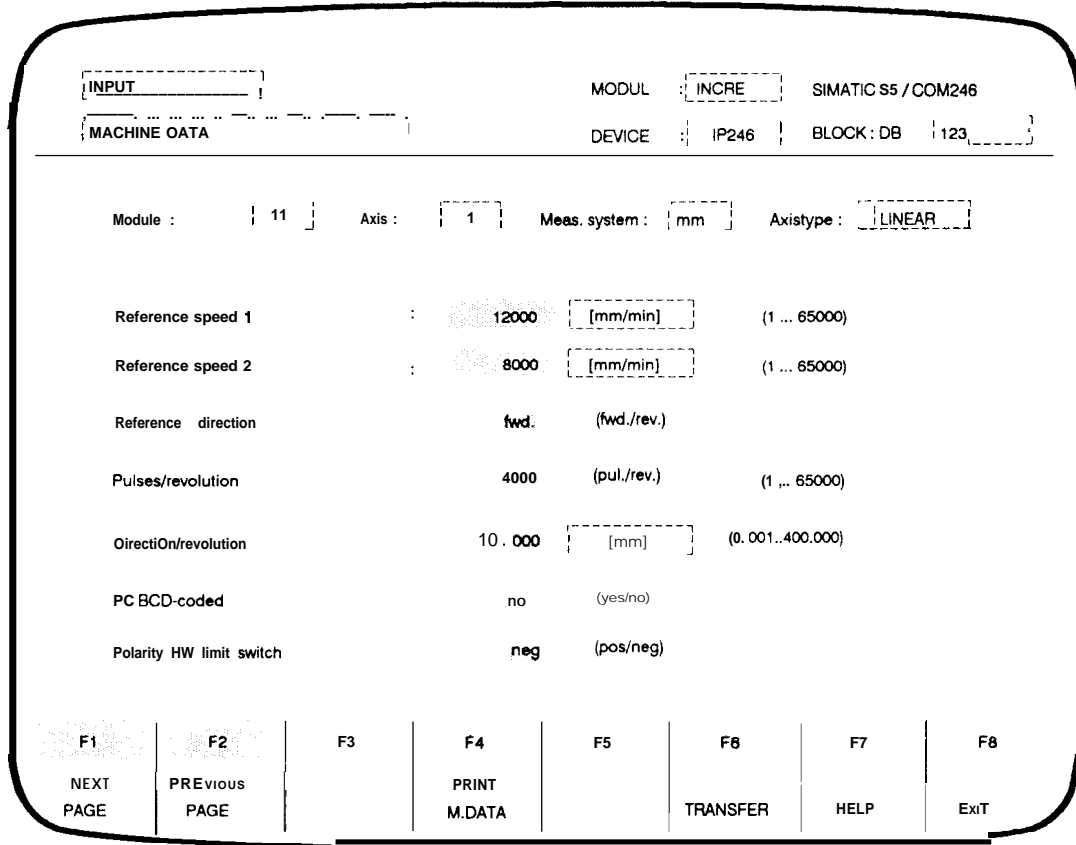 INPUT MODUL : INCRE SIMATIC S5 / COM246
MACHINE OATA DEVICE : IP246 BLOCK : DB 123
Module : 11 Axis : 1 Meas. system : mm Axistype : LINEAR
Reference speed 1 : 12000 [mm/min] (1 ... 65000)
Reference speed 2 : 8000 [mm/min] (1 ... 65000)
Reference direction fwd. (fwd./rev.)
Pulses/revolution 4000 (pul./rev.) (1 ,.. 65000)
OirectiOn/revolution 10 . 000 [mm] (0. 001..400.000)
PC BCD-coded no (yes/no)
Polarity HW limit switch neg (pos/neg)
F1 F2 F3 F4 F5 F6 F7 F8
NEXT PREVIOUS PRINT
PAGE PAGE M.DATA TRANSFER HELP EXIT